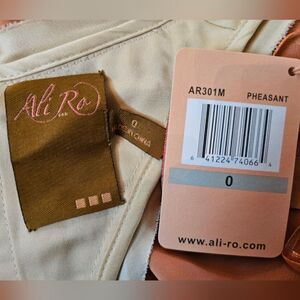 Ali Ro
0
MADE IN CHINA
AR301M PHEASANT
6 41224 74066 4
0
www.ali-ro.com